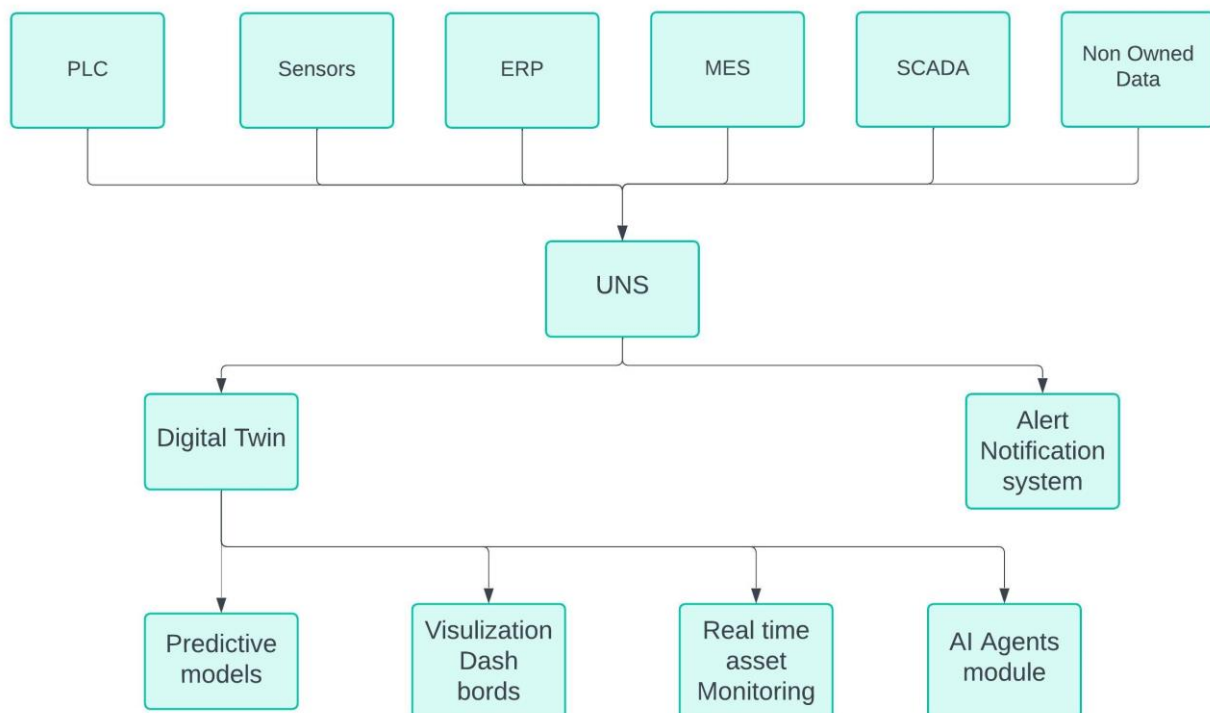 PLC
Sensors
ERP
MES
SCADA
Non Owned
Data
UNS
Digital Twin
Alert
Notification
system
Predictive
models
Visulization
Dash
bords
Real time
asset
Monitoring
AI Agents
module